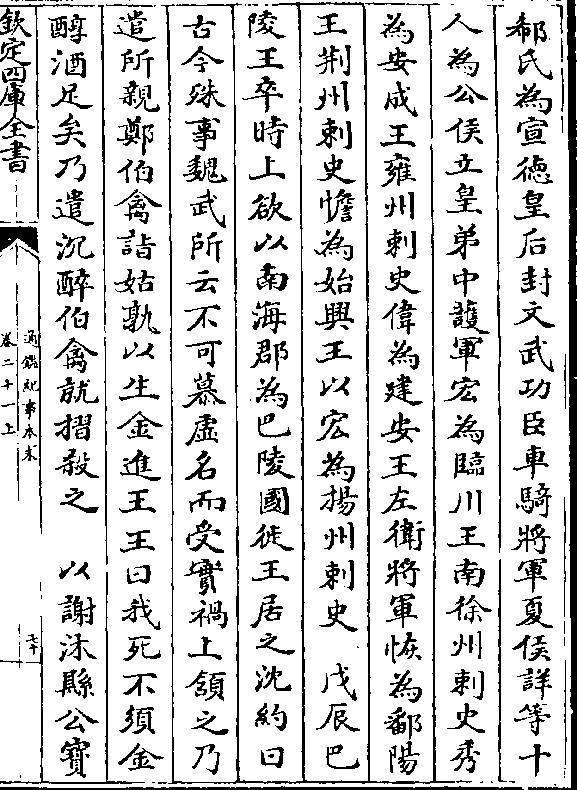 郗氏為宣德皇后封文武功臣車騎將軍夏侯詳等十
人為公侯立皇弟中護軍宏為臨川王南徐州刺史秀
為安成王雍州刺史偉為建安王左衛將軍恢為鄱陽
王荆州刺史憺為始興王以宏為揚州刺史　戊辰巴
陵王卒時上欲以南海郡為巴陵國徙王居之沈約曰
古今殊事魏武所云不可慕虛名而受實禍上頷之乃
遣所親鄭伯禽詣姑孰以生金進王王曰我死不須金
醇酒足矣乃遣沉醉伯禽就摺殺之　以謝沐縣公寶
欽定四庫全書
通鑑紀事本末
卷二十一上
七十